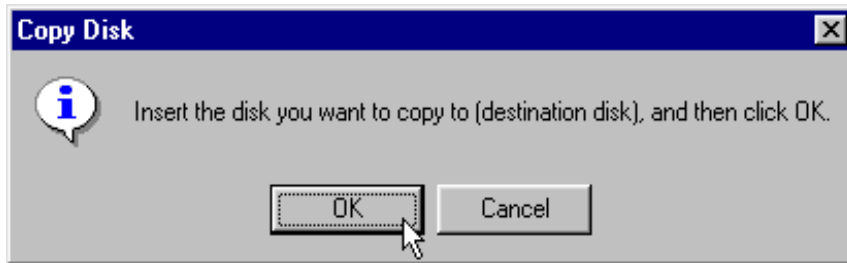 Copy Disk
Insert the disk you want to copy to (destination disk), and then click OK.
OK Cancel